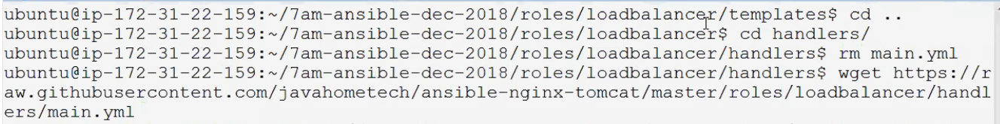 ubuntu@ip-172-31-22-159:~/7am-ansible-dec-2018/roles/loadbalancer/templates$ cd ..
ubuntu@ip-172-31-22-159:~/7am-ansible-dec-2018/roles/loadbalancer$ cd handlers/
ubuntu@ip-172-31-22-159:~/7am-ansible-dec-2018/roles/loadbalancer/handlers$ rm main.yml
ubuntu@ip-172-31-22-159:~/7am-ansible-dec-2018/roles/loadbalancer/handlers$ wget https://r
aw.githubusercontent.com/javahometech/ansible-nginx-tomcat/master/roles/loadbalancer/handl
ers/main.yml